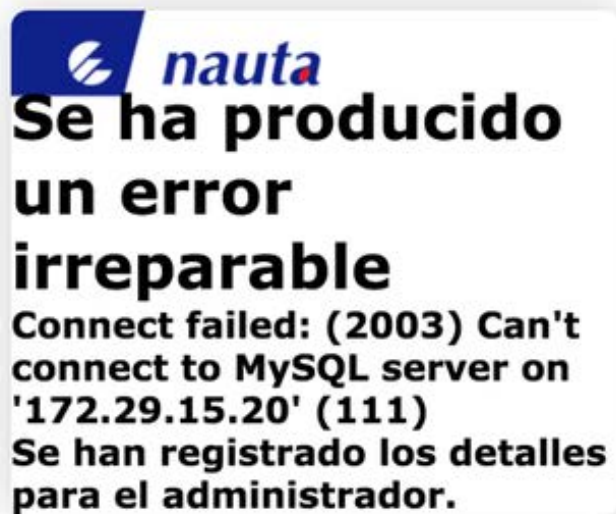 nauta
Se ha producido
un error
irreparable
Connect failed: (2003) Can't
connect to MySQL server on
'172.29.15.20' (111)
Se han registrado los detalles
para el administrador.